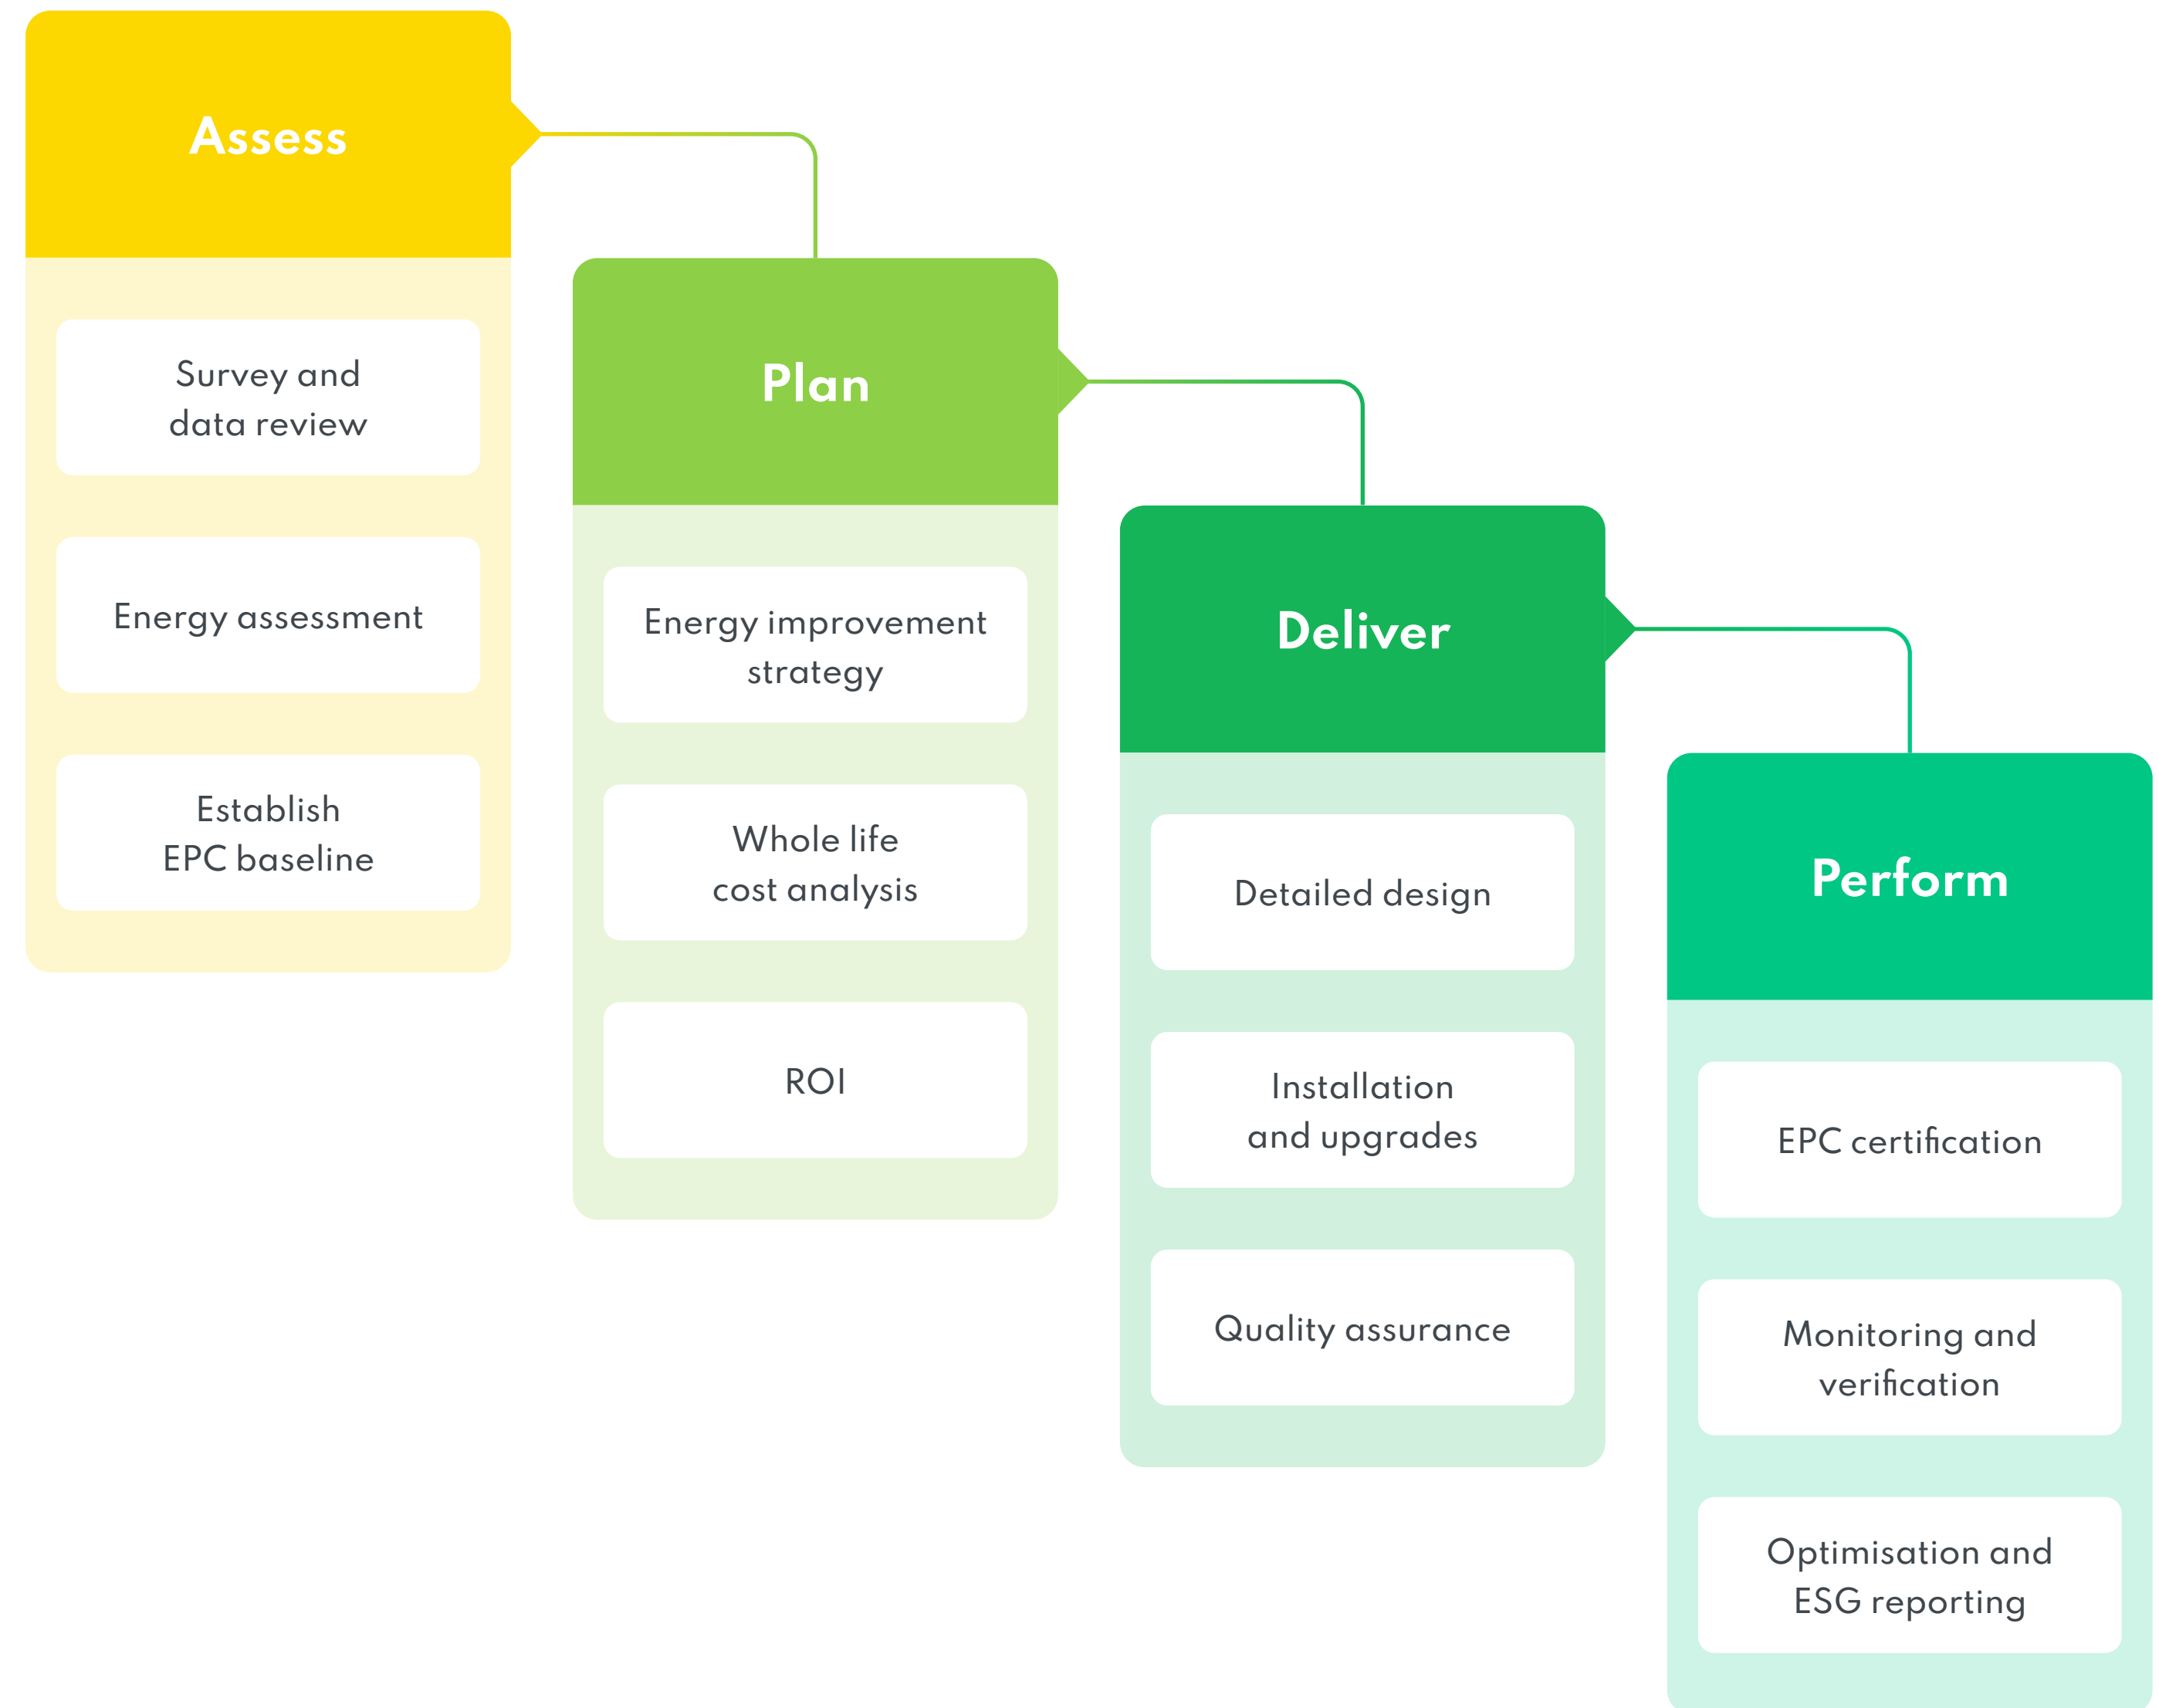 Assess
Survey and
data review
Energy assessment
Establish
EPC baseline
Plan
Energy improvement
strategy
Whole life
cost analysis
ROI
Deliver
Detailed design
Installation
and upgrades
Quality assurance
Perform
EPC certification
Monitoring and
verification
Optimisation and
ESG reporting